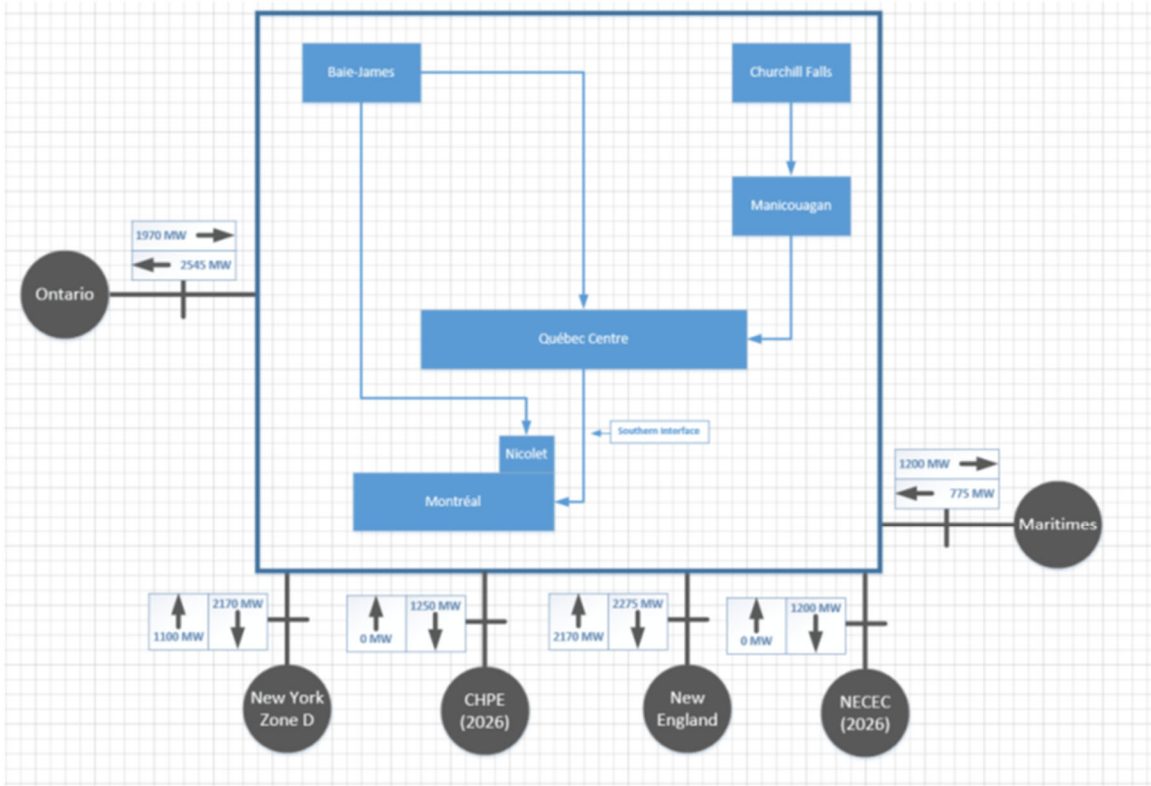 Baie-James
Churchill Falls
Manicouagan
1970 MW
2545 MW
Ontario
Québec Centre
Southern Interface
Nicolet
Montréal
1200 MW
775 MW
Maritimes
1100 MW
2170 MW
0 MW
1250 MW
2170 MW
2275 MW
0 MW
1200 MW
New York
Zone D
CHPE
(2026)
New
England
NECEC
(2026)